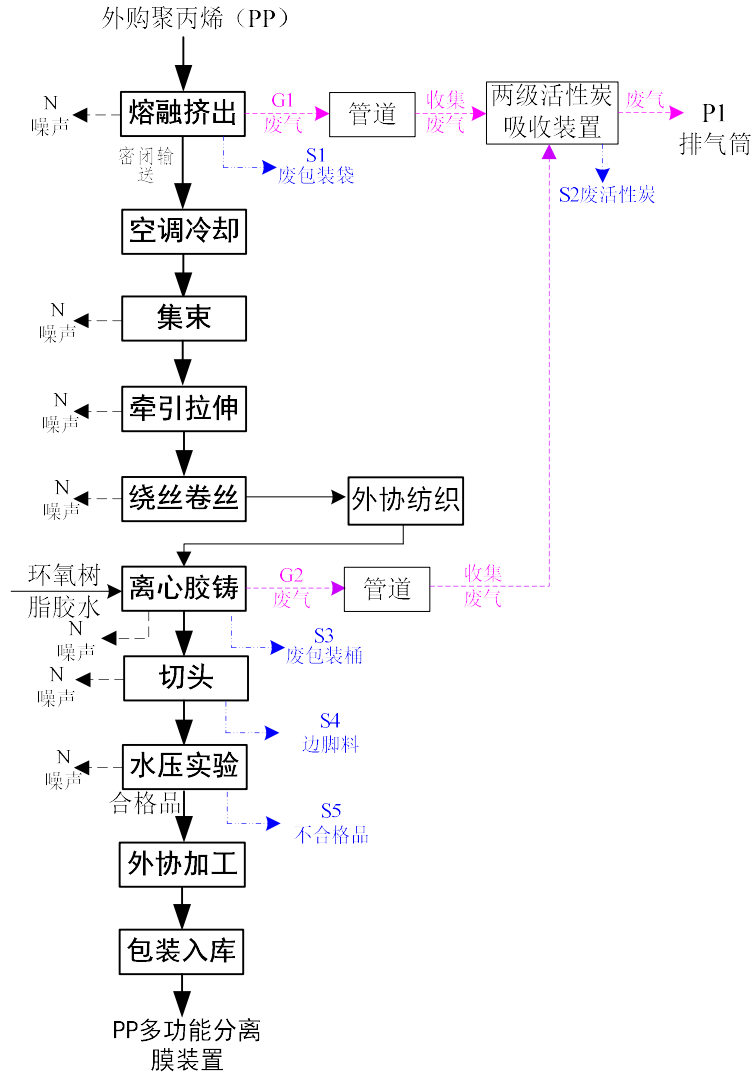 外购聚丙烯（PP）
N
噪声
熔融挤出
G1
废气
管道
收集
废气
两级活性炭
吸收装置
废气
P1
排气筒
密闭输
送
S1
废包装袋
S2废活性炭
空调冷却
N
噪声
集束
N
噪声
牵引拉伸
N
噪声
绕丝卷丝
外协纺织
环氧树
脂胶水
离心胶铸
G2
废气
管道
收集
废气
N
噪声
S3
废包装桶
N
噪声
切头
S4
边脚料
N
噪声
水压实验
合格品
S5
不合格品
外协加工
包装入库
PP多功能分离
膜装置